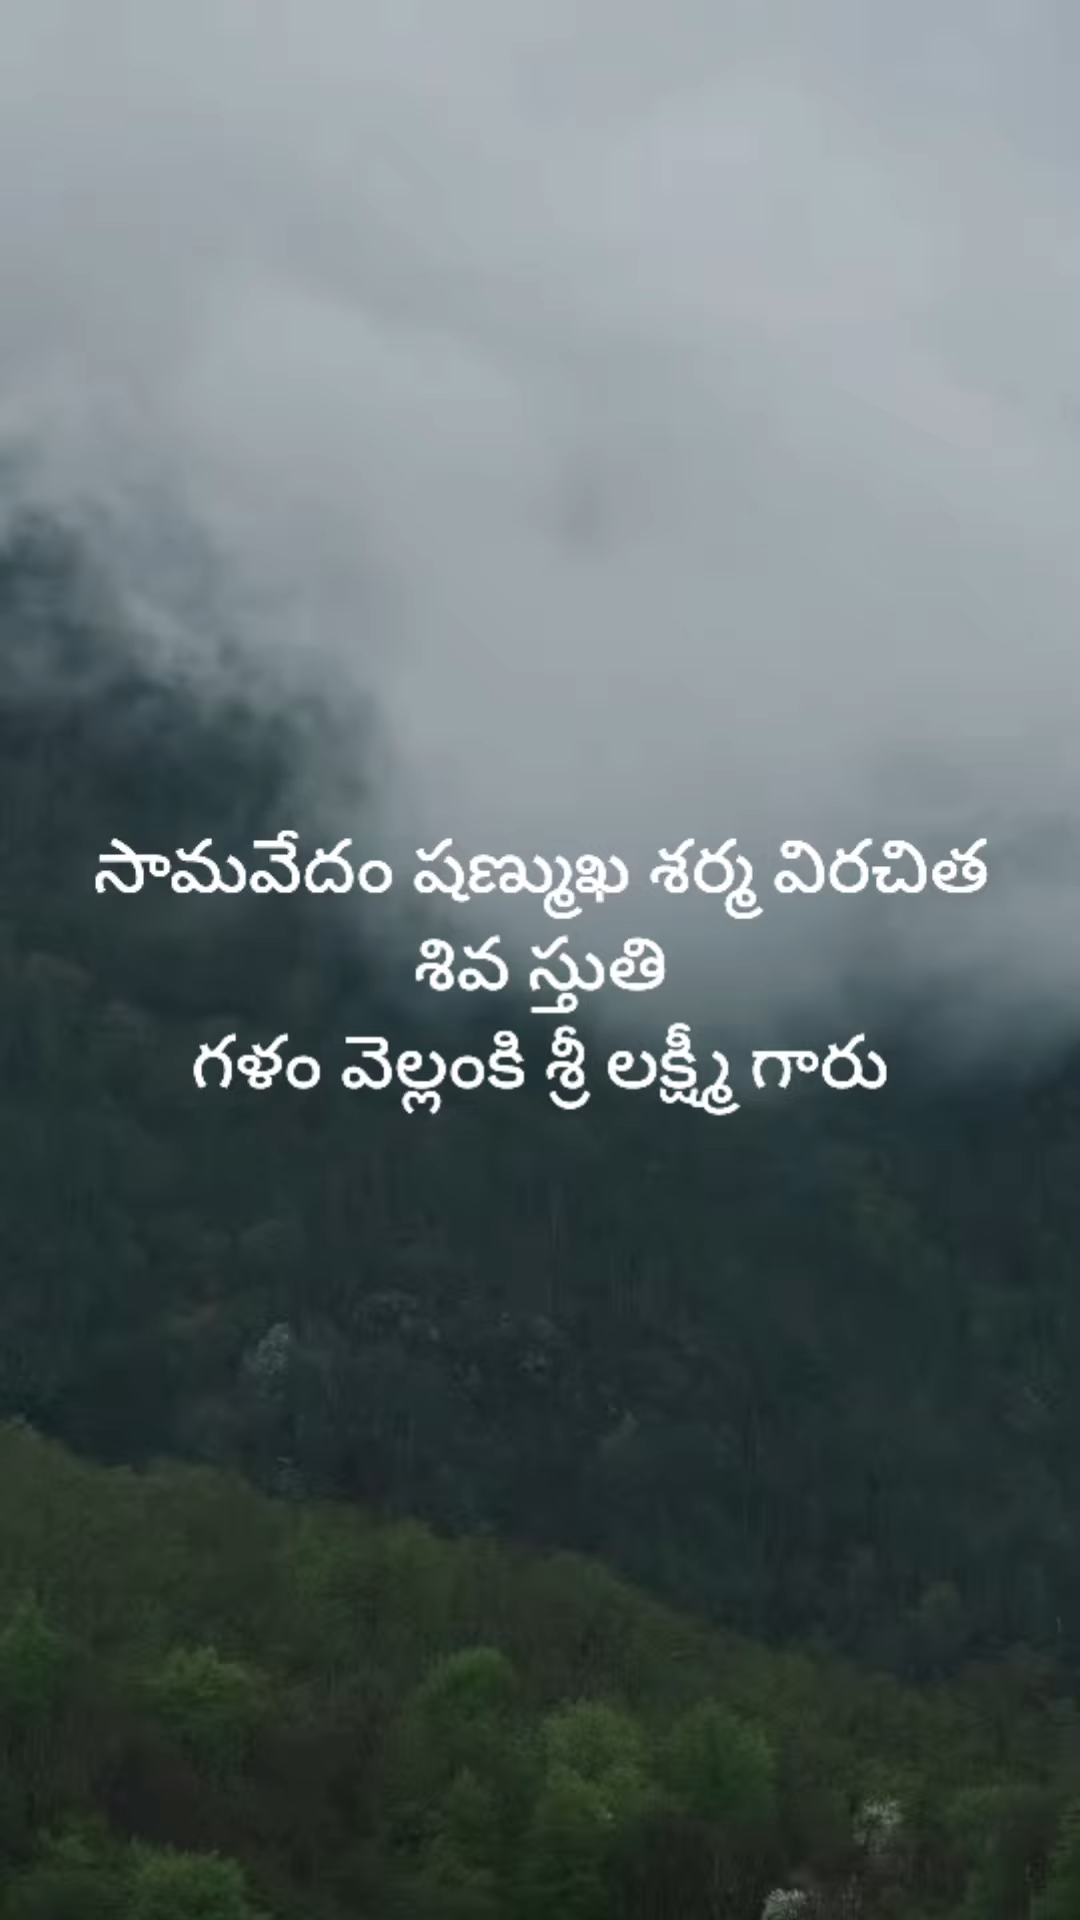 సామవేదం షణ్ముఖ శర్మ విరచిత
శివ స్తుతి
గళం వెల్లంకి శ్రీ లక్ష్మీ గారు